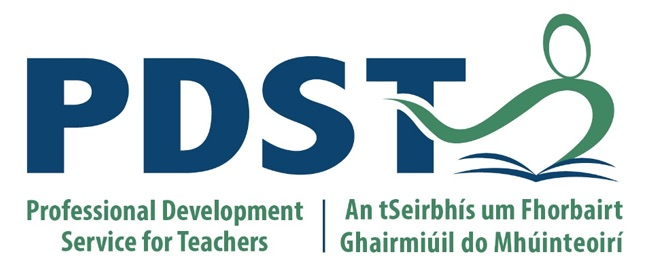 PDST
Professional Development
Service for Teachers
An tSeirbhís um Fhorbairt
Ghairmiúil do Mhúinteoirí